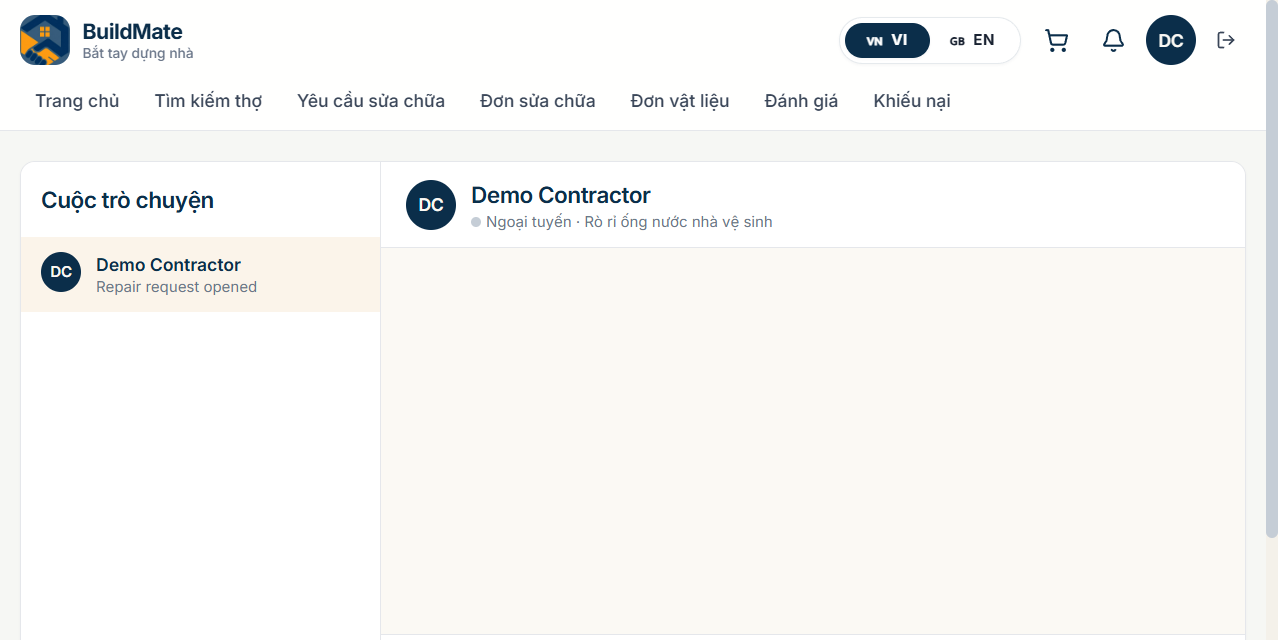 BuildMate
Bắt tay dựng nhà
VN VI
GB EN
DC
Trang chủ
Tìm kiếm thợ
Yêu cầu sửa chữa
Đơn sửa chữa
Đơn vật liệu
Đánh giá
Khiếu nại
Cuộc trò chuyện
DC
Demo Contractor
Repair request opened
DC
Demo Contractor
Ngoại tuyến · Rò rỉ ống nước nhà vệ sinh